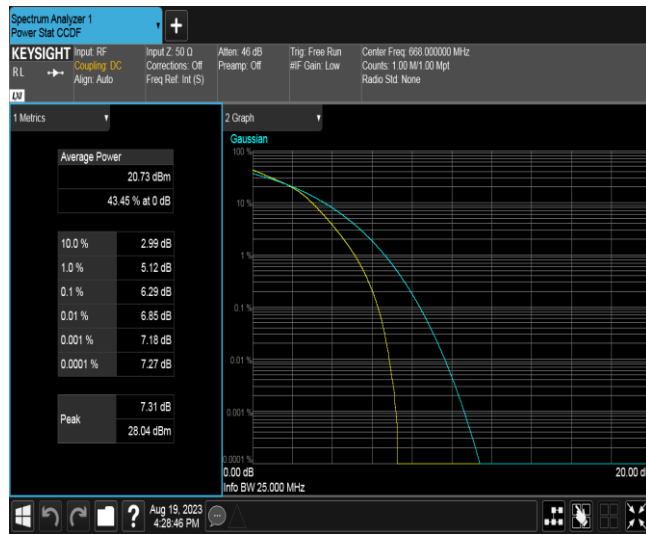 Spectrum Analyzer 1
Power Stat CCDF
+
KEYSIGHT
RL
LXI
Input: RF
Coupling: DC
Align: Auto
Input Z: 50 Ω
Corrections: Off
Freq Ref: Int (S)
Atten: 46 dB
Preamp: Off
Trig: Free Run
#IF Gain: Low
Center Freq: 668.000000 MHz
Counts: 1.00 M/1.00 Mpt
Radio Std: None
1 Metrics
Average Power
20.73 dBm
43.45 % at 0 dB
10.0 % 2.99 dB
1.0 % 5.12 dB
0.1 % 6.29 dB
0.01 % 6.85 dB
0.001 % 7.18 dB
0.0001 % 7.27 dB
Peak
7.31 dB
28.04 dBm
2 Graph
Gaussian
100 %
10 %
1 %
0.1 %
0.01 %
0.001 %
0.0001 %
0.00 dB
20.00 d
Info BW 25.000 MHz
?
Aug 19, 2023
4:28:46 PM